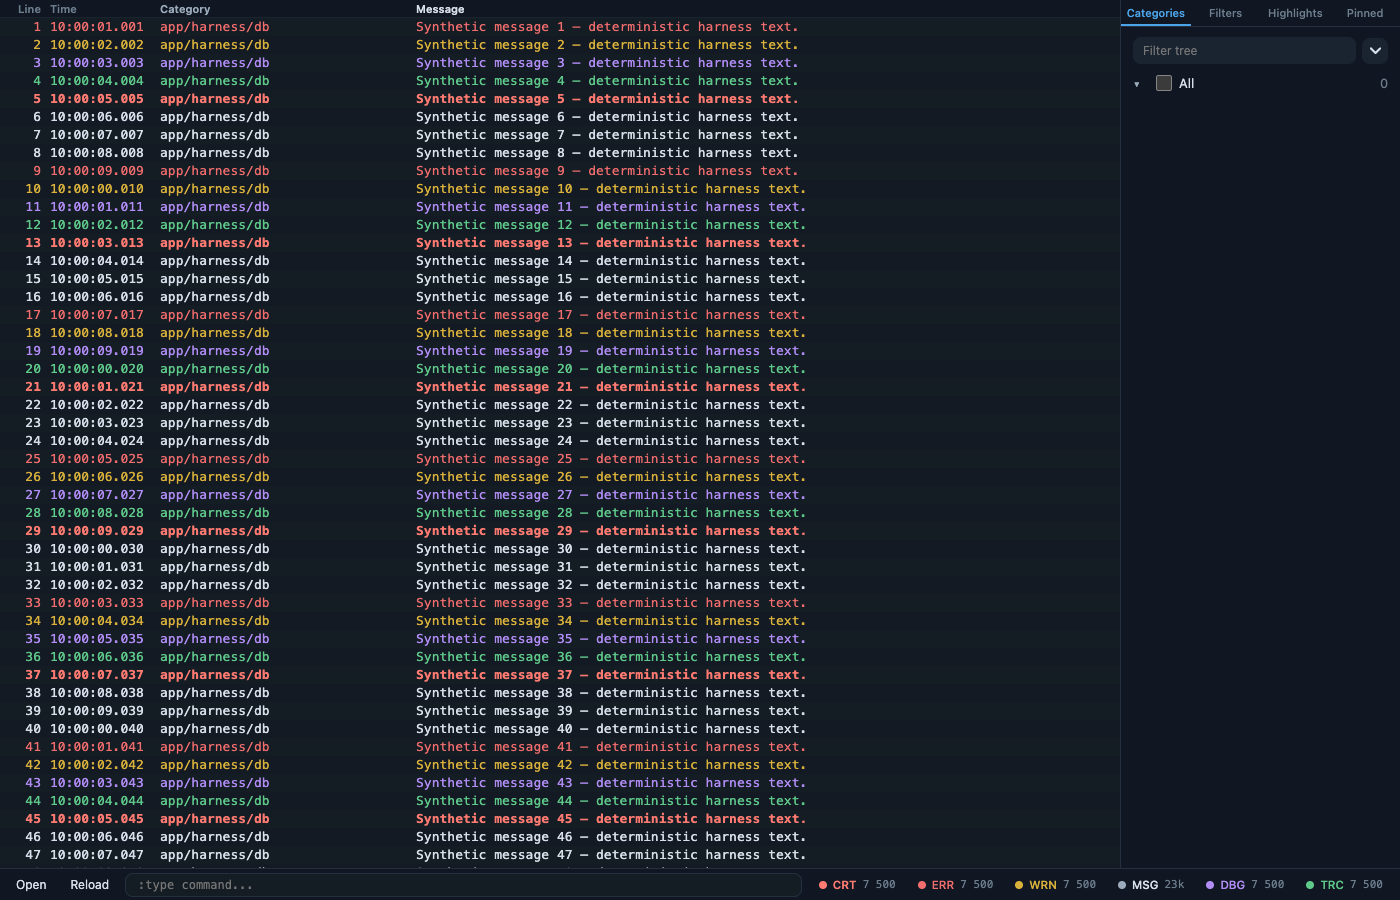 Line Time Category Message
1 10:00:01.001 app/harness/db Synthetic message 1 — deterministic harness text.
2 10:00:02.002 app/harness/db Synthetic message 2 — deterministic harness text.
3 10:00:03.003 app/harness/db Synthetic message 3 — deterministic harness text.
4 10:00:04.004 app/harness/db Synthetic message 4 — deterministic harness text.
5 10:00:05.005 app/harness/db Synthetic message 5 — deterministic harness text.
6 10:00:06.006 app/harness/db Synthetic message 6 — deterministic harness text.
7 10:00:07.007 app/harness/db Synthetic message 7 — deterministic harness text.
8 10:00:08.008 app/harness/db Synthetic message 8 — deterministic harness text.
9 10:00:09.009 app/harness/db Synthetic message 9 — deterministic harness text.
10 10:00:00.010 app/harness/db Synthetic message 10 — deterministic harness text.
11 10:00:01.011 app/harness/db Synthetic message 11 — deterministic harness text.
12 10:00:02.012 app/harness/db Synthetic message 12 — deterministic harness text.
13 10:00:03.013 app/harness/db Synthetic message 13 — deterministic harness text.
14 10:00:04.014 app/harness/db Synthetic message 14 — deterministic harness text.
15 10:00:05.015 app/harness/db Synthetic message 15 — deterministic harness text.
16 10:00:06.016 app/harness/db Synthetic message 16 — deterministic harness text.
17 10:00:07.017 app/harness/db Synthetic message 17 — deterministic harness text.
18 10:00:08.018 app/harness/db Synthetic message 18 — deterministic harness text.
19 10:00:09.019 app/harness/db Synthetic message 19 — deterministic harness text.
20 10:00:00.020 app/harness/db Synthetic message 20 — deterministic harness text.
21 10:00:01.021 app/harness/db Synthetic message 21 — deterministic harness text.
22 10:00:02.022 app/harness/db Synthetic message 22 — deterministic harness text.
23 10:00:03.023 app/harness/db Synthetic message 23 — deterministic harness text.
24 10:00:04.024 app/harness/db Synthetic message 24 — deterministic harness text.
25 10:00:05.025 app/harness/db Synthetic message 25 — deterministic harness text.
26 10:00:06.026 app/harness/db Synthetic message 26 — deterministic harness text.
27 10:00:07.027 app/harness/db Synthetic message 27 — deterministic harness text.
28 10:00:08.028 app/harness/db Synthetic message 28 — deterministic harness text.
29 10:00:09.029 app/harness/db Synthetic message 29 — deterministic harness text.
30 10:00:00.030 app/harness/db Synthetic message 30 — deterministic harness text.
31 10:00:01.031 app/harness/db Synthetic message 31 — deterministic harness text.
32 10:00:02.032 app/harness/db Synthetic message 32 — deterministic harness text.
33 10:00:03.033 app/harness/db Synthetic message 33 — deterministic harness text.
34 10:00:04.034 app/harness/db Synthetic message 34 — deterministic harness text.
35 10:00:05.035 app/harness/db Synthetic message 35 — deterministic harness text.
36 10:00:06.036 app/harness/db Synthetic message 36 — deterministic harness text.
37 10:00:07.037 app/harness/db Synthetic message 37 — deterministic harness text.
38 10:00:08.038 app/harness/db Synthetic message 38 — deterministic harness text.
39 10:00:09.039 app/harness/db Synthetic message 39 — deterministic harness text.
40 10:00:00.040 app/harness/db Synthetic message 40 — deterministic harness text.
41 10:00:01.041 app/harness/db Synthetic message 41 — deterministic harness text.
42 10:00:02.042 app/harness/db Synthetic message 42 — deterministic harness text.
43 10:00:03.043 app/harness/db Synthetic message 43 — deterministic harness text.
44 10:00:04.044 app/harness/db Synthetic message 44 — deterministic harness text.
45 10:00:05.045 app/harness/db Synthetic message 45 — deterministic harness text.
46 10:00:06.046 app/harness/db Synthetic message 46 — deterministic harness text.
47 10:00:07.047 app/harness/db Synthetic message 47 — deterministic harness text.
Categories Filters Highlights Pinned
Filter tree
All 0
Open Reload :type command... CRT 7 500 ERR 7 500 WRN 7 500 MSG 23k DBG 7 500 TRC 7 500